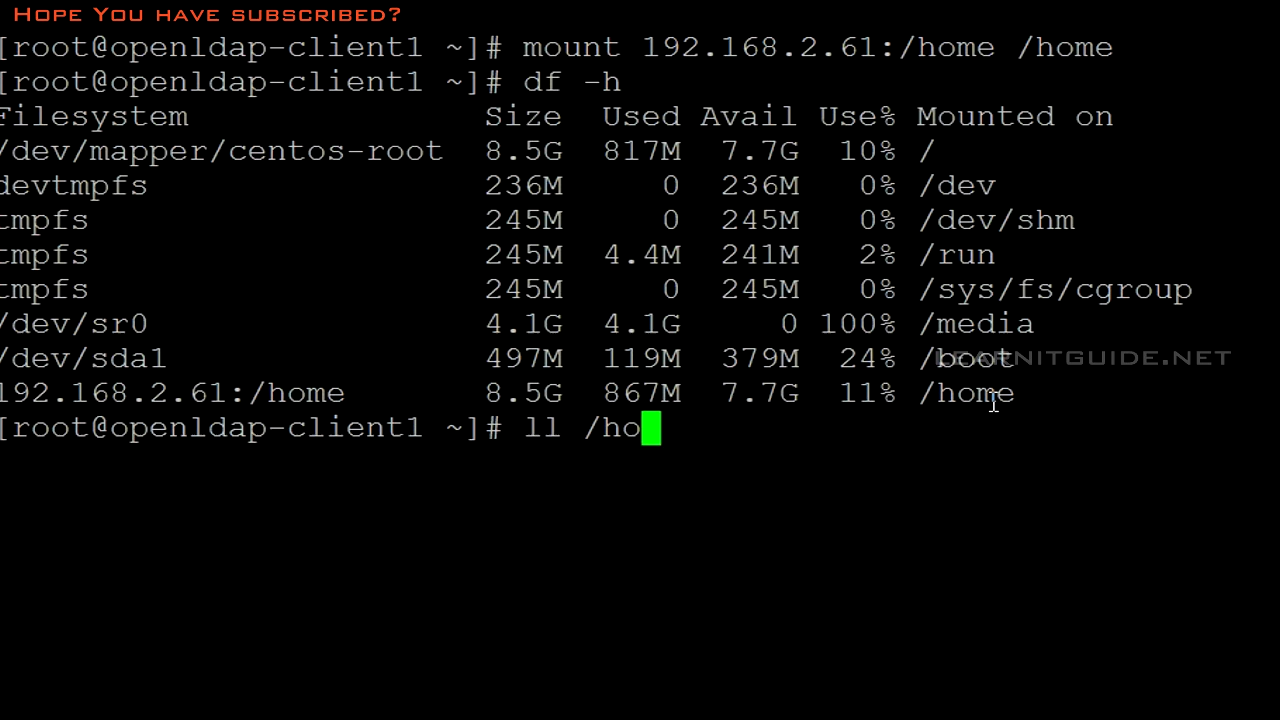 Hope You have subscribed?
[root@openldap-client1 ~]# mount 192.168.2.61:/home /home
[root@openldap-client1 ~]# df -h
Filesystem Size Used Avail Use% Mounted on
/dev/mapper/centos-root 8.5G 817M 7.7G 10% /
devtmpfs 236M 0 236M 0% /dev
tmpfs 245M 0 245M 0% /dev/shm
tmpfs 245M 4.4M 241M 2% /run
tmpfs 245M 0 245M 0% /sys/fs/cgroup
/dev/sr0 4.1G 4.1G 0 100% /media
/dev/sda1 497M 119M 379M 24% /boot
LEARNITGUIDE.NET
192.168.2.61:/home 8.5G 867M 7.7G 11% /home
[root@openldap-client1 ~]# ll /ho